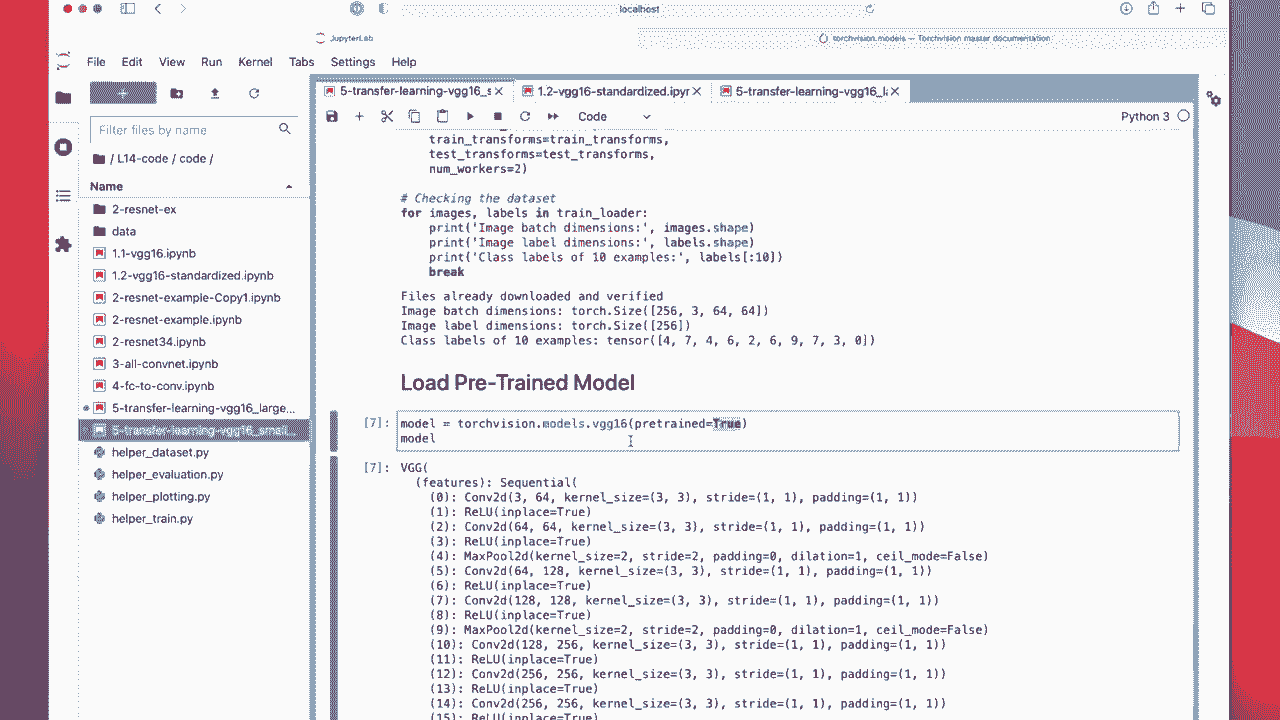 localhost
JupyterLab
torchvision.models — Torchvision master documentation
File Edit View Run Kernel Tabs Settings Help
5-transfer-learning-vgg16_s
1.2-vgg16-standardized.ipyr
5-transfer-learning-vgg16_la
Code
Python 3
Filter files by name
/ L14-code / code /
Name
2-resnet-ex
data
1.1-vgg16.ipynb
1.2-vgg16-standardized.ipynb
2-resnet-example-Copy1.ipynb
2-resnet-example.ipynb
2-resnet34.ipynb
3-all-convnet.ipynb
4-fc-to-conv.ipynb
5-transfer-learning-vgg16_large...
5-transfer-learning-vgg16_smal...
helper_dataset.py
helper_evaluation.py
helper_plotting.py
helper_train.py
train_transforms=train_transforms,
test_transforms=test_transforms,
num_workers=2)
# Checking the dataset
for images, labels in train_loader:
print('Image batch dimensions:', images.shape)
print('Image label dimensions:', labels.shape)
print('Class labels of 10 examples:', labels[:10])
break
Files already downloaded and verified
Image batch dimensions: torch.Size([256, 3, 64, 64])
Image label dimensions: torch.Size([256])
Class labels of 10 examples: tensor([4, 7, 4, 6, 2, 6, 9, 7, 3, 0])
Load Pre-Trained Model
[7]: model = torchvision.models.vgg16(pretrained=True)
model
[7]: VGG(
(features): Sequential(
(0): Conv2d(3, 64, kernel_size=(3, 3), stride=(1, 1), padding=(1, 1))
(1): ReLU(inplace=True)
(2): Conv2d(64, 64, kernel_size=(3, 3), stride=(1, 1), padding=(1, 1))
(3): ReLU(inplace=True)
(4): MaxPool2d(kernel_size=2, stride=2, padding=0, dilation=1, ceil_mode=False)
(5): Conv2d(64, 128, kernel_size=(3, 3), stride=(1, 1), padding=(1, 1))
(6): ReLU(inplace=True)
(7): Conv2d(128, 128, kernel_size=(3, 3), stride=(1, 1), padding=(1, 1))
(8): ReLU(inplace=True)
(9): MaxPool2d(kernel_size=2, stride=2, padding=0, dilation=1, ceil_mode=False)
(10): Conv2d(128, 256, kernel_size=(3, 3), stride=(1, 1), padding=(1, 1))
(11): ReLU(inplace=True)
(12): Conv2d(256, 256, kernel_size=(3, 3), stride=(1, 1), padding=(1, 1))
(13): ReLU(inplace=True)
(14): Conv2d(256, 256, kernel_size=(3, 3), stride=(1, 1), padding=(1, 1))
(15): ReLU(inplace=True)